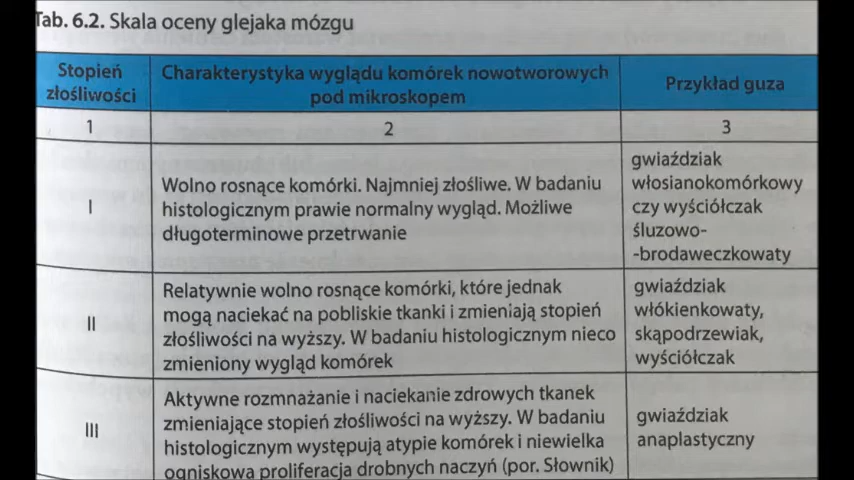 Tab. 6.2. Skala oceny glejaka mózgu
Stopień
złośliwości
Charakterystyka wyglądu komórek nowotworowych
pod mikroskopem
Przykład guza
1
2
3
I
Wolno rosnące komórki. Najmniej złośliwe. W badaniu
histologicznym prawie normalny wygląd. Możliwe
długoterminowe przetrwanie
gwiaździak
włosianokomórkowy
czy wyściółczak
śluzowo-
-brodaweczkowaty
II
Relatywnie wolno rosnące komórki, które jednak
mogą naciekać na pobliskie tkanki i zmieniają stopień
złośliwości na wyższy. W badaniu histologicznym nieco
zmieniony wygląd komórek
gwiaździak
włókienkowaty,
skąpodrzewiak,
wyściółczak
III
Aktywne rozmnażanie i naciekanie zdrowych tkanek
zmieniające stopień złośliwości na wyższy. W badaniu
histologicznym występują atypie komórek i niewielka
ogniskowa proliferacja drobnych naczyń (por. Słownik)
gwiaździak
anaplastyczny